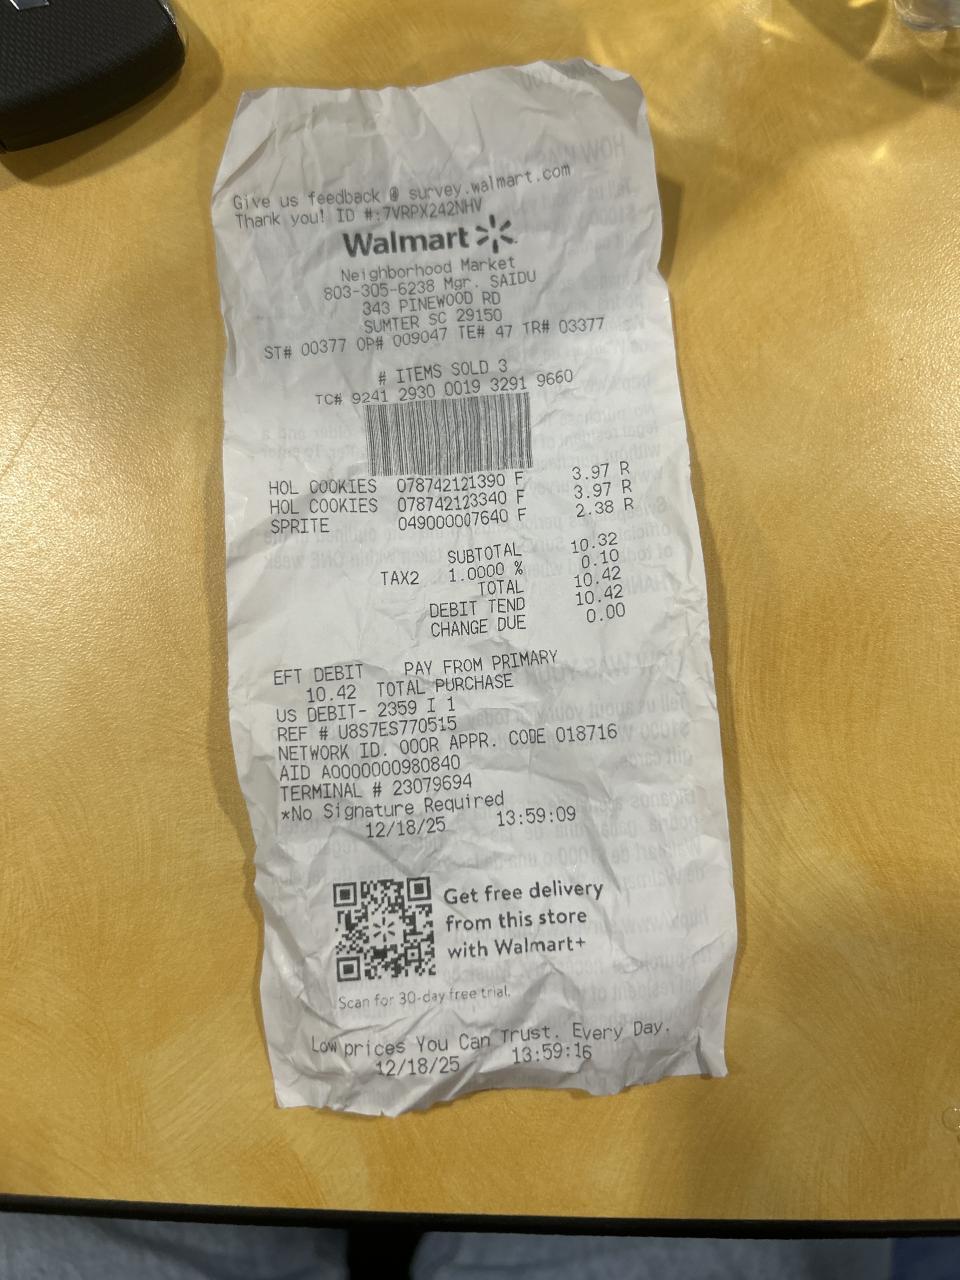 Give us feedback @ survey.walmart.com
Thank you! ID #:7VRPX242NHV
Walmart
Neighborhood Market
803-305-6238 Mgr. SAIDU
343 PINEWOOD RD
SUMTER SC 29150
ST# 00377 OP# 009047 TE# 47 TR# 03377
# ITEMS SOLD 3
TC# 9241 2930 0019 3291 9660
HOL COOKIES 078742121390 F 3.97 R
HOL COOKIES 078742123340 F 3.97 R
SPRITE 049000007640 F 2.38 R
SUBTOTAL 10.32
TAX2 1.0000 % 0.10
TOTAL 10.42
DEBIT TEND 10.42
CHANGE DUE 0.00
EFT DEBIT PAY FROM PRIMARY
10.42 TOTAL PURCHASE
US DEBIT- 2359 I 1
REF # U8S7ES770515
NETWORK ID. 000R APPR. CODE 018716
AID A0000000980840
TERMINAL # 23079694
*No Signature Required
12/18/25 13:59:09
Get free delivery
from this store
with Walmart+
Scan for 30-day free trial.
Low prices You Can Trust. Every Day.
12/18/25 13:59:16